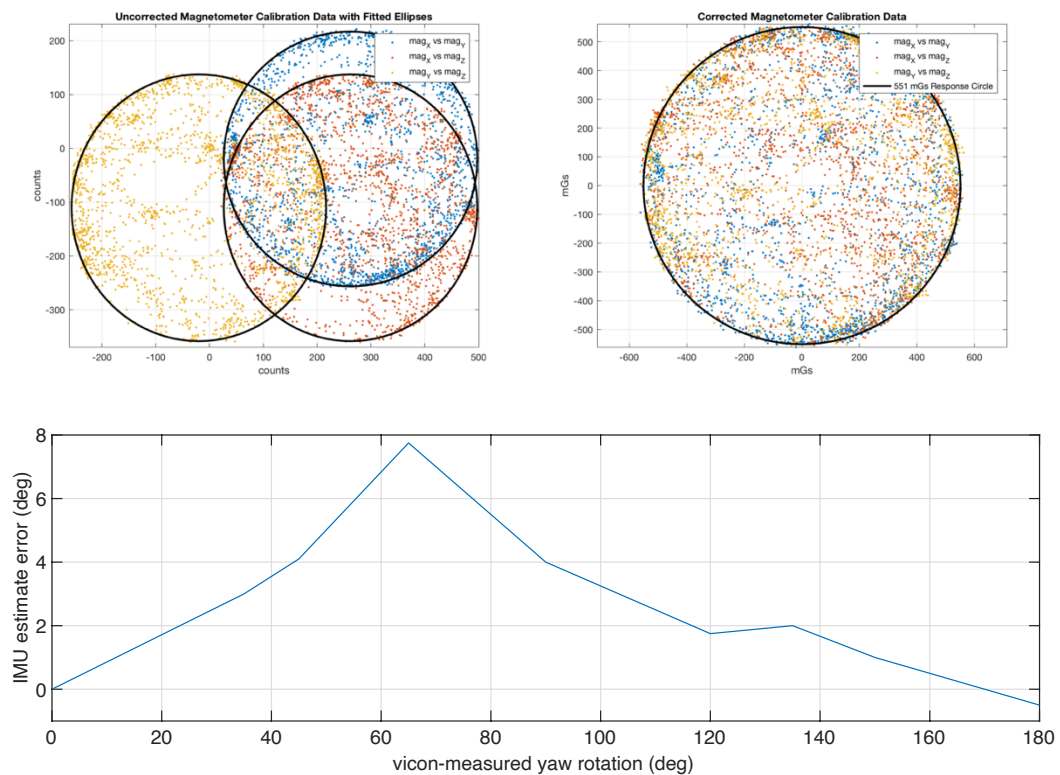 Uncorrected Magnetometer Calibration Data with Fitted Ellipses
mag_X vs mag_Y
mag_X vs mag_Z
mag_Y vs mag_Z
200
100
0
-100
-200
-300
counts
-200 -100 0 100 200 300 400 500
counts
Corrected Magnetometer Calibration Data
mag_X vs mag_Y
mag_X vs mag_Z
mag_Y vs mag_Z
551 mGs Response Circle
500
400
300
200
100
0
-100
-200
-300
-400
-500
mGs
-600 -400 -200 0 200 400 600
mGs
8
6
4
2
0
IMU estimate error (deg)
0 20 40 60 80 100 120 140 160 180
vicon-measured yaw rotation (deg)